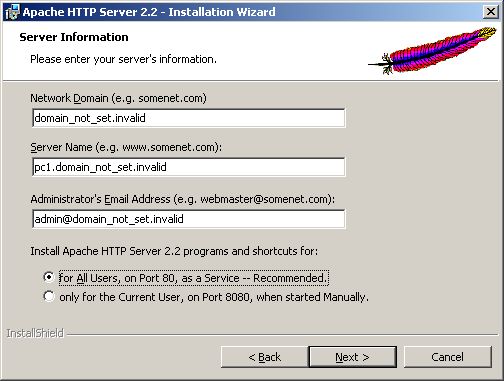 Apache HTTP Server 2.2 - Installation Wizard
Server Information
Please enter your server's information.
Network Domain (e.g. somenet.com)
domain_not_set.invalid
Server Name (e.g. www.somenet.com):
pc1.domain_not_set.invalid
Administrator's Email Address (e.g. webmaster@somenet.com):
admin@domain_not_set.invalid
Install Apache HTTP Server 2.2 programs and shortcuts for:
for All Users, on Port 80, as a Service -- Recommended.
only for the Current User, on Port 8080, when started Manually.
InstallShield
< Back Next > Cancel